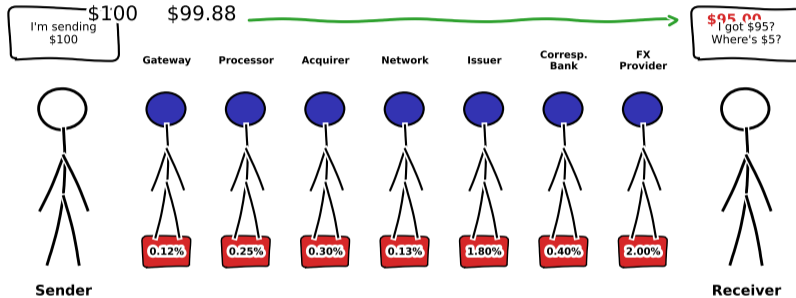 $100 $99.88 $95.00
I'm sending
$100
I got $95?
Where's $5?
Gateway Processor Acquirer Network Issuer Corresp.
Bank FX
Provider
0.12% 0.25% 0.30% 0.13% 1.80% 0.40% 2.00%
Sender Receiver